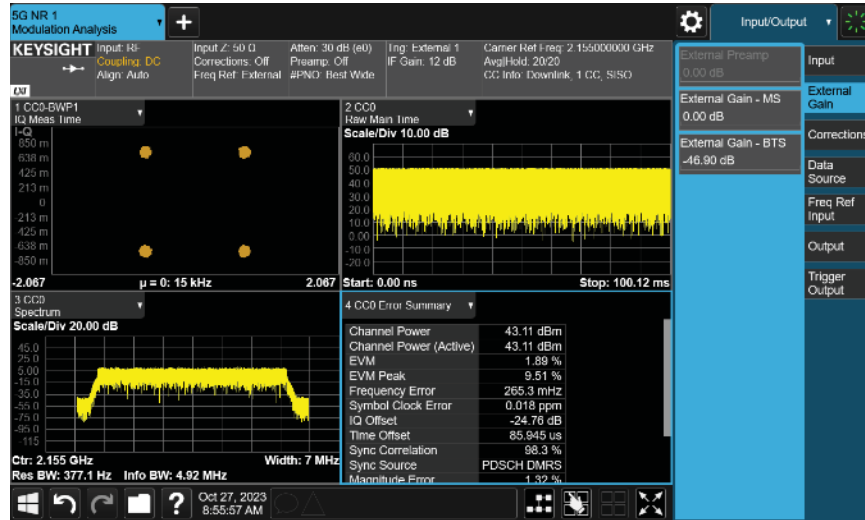 5G NR 1
Modulation Analysis
+
Input/Output
KEYSIGHT
Input: RF
Coupling: DC
Align: Auto
Input Z: 50 Ω
Corrections: Off
Freq Ref: External
Atten: 30 dB (e0)
Preamp: Off
#PNO: Best Wide
Trig: External 1
IF Gain: 12 dB
Carrier Ref Freq: 2.155000000 GHz
Avg|Hold: 20/20
CC Info: Downlink, 1 CC, SISO
LXI
1 CC0-BWP1
IQ Meas Time
I-Q
850 m
638 m
425 m
213 m
0
-213 m
-425 m
-638 m
-850 m
-2.067
µ = 0: 15 kHz
2.067
2 CC0
Raw Main Time
Scale/Div 10.00 dB
60.0
50.0
40.0
30.0
20.0
10.0
0.00
-10.0
-20.0
Start: 0.00 ns
Stop: 100.12 ms
3 CC0
Spectrum
Scale/Div 20.00 dB
45.0
25.0
5.00
-15.0
-35.0
-55.0
-75.0
-95.0
-115
Ctr: 2.155 GHz
Width: 7 MHz
Res BW: 377.1 Hz Info BW: 4.92 MHz
4 CC0 Error Summary
Channel Power 43.11 dBm
Channel Power (Active) 43.11 dBm
EVM 1.89 %
EVM Peak 9.51 %
Frequency Error 265.3 mHz
Symbol Clock Error 0.018 ppm
IQ Offset -24.76 dB
Time Offset 85.945 us
Sync Correlation 98.3 %
Sync Source PDSCH DMRS
Magnitude Error 1.32 %
External Preamp
0.00 dB
External Gain - MS
0.00 dB
External Gain - BTS
-46.90 dB
Input
External
Gain
Corrections
Data
Source
Freq Ref
Input
Output
Trigger
Output
?
Oct 27, 2023
8:55:57 AM